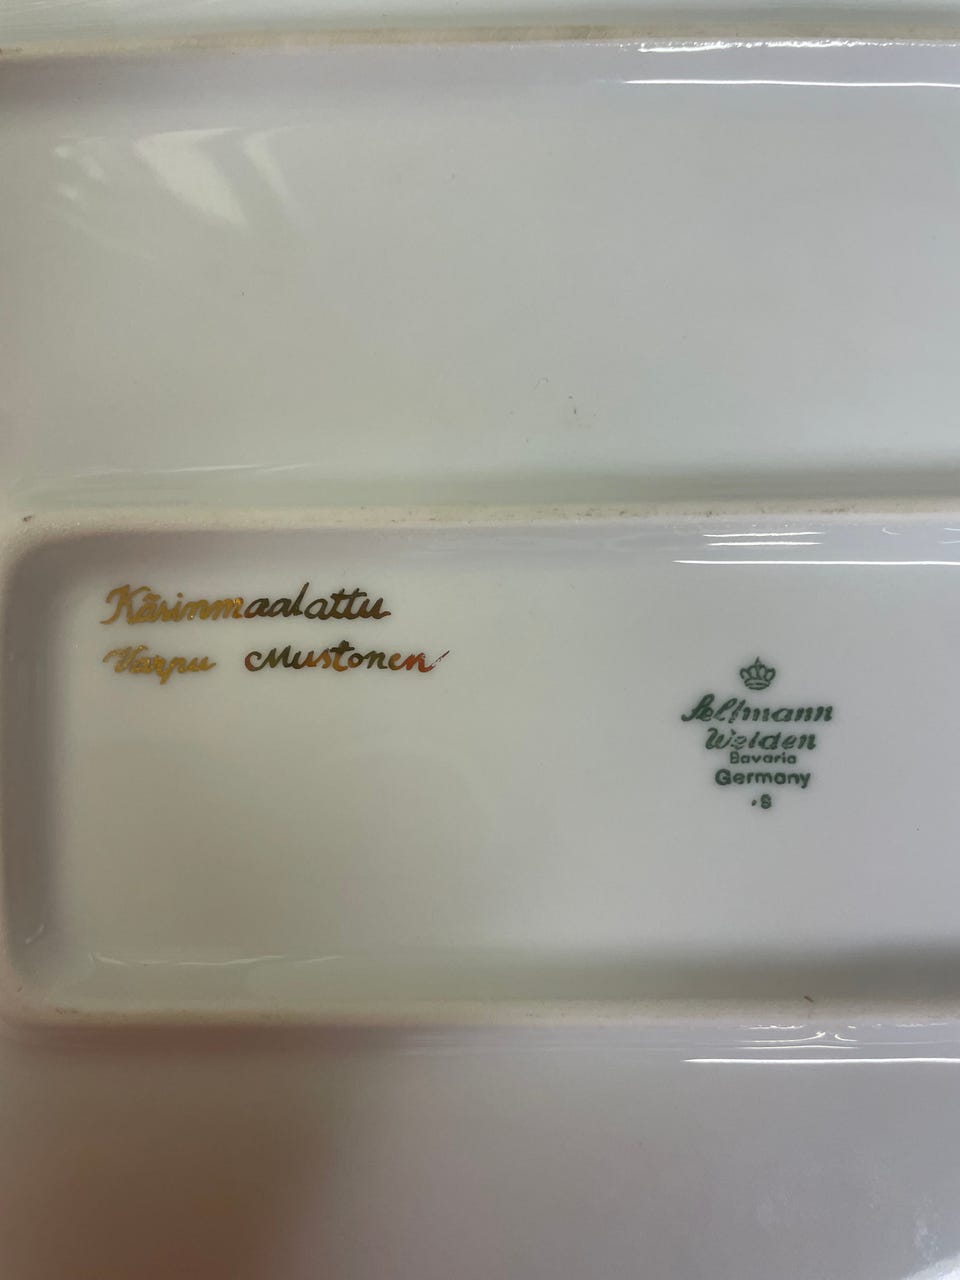 Käsinmaalattu
Varpu Mustonen
Seltmann
Weiden
Bavaria
Germany